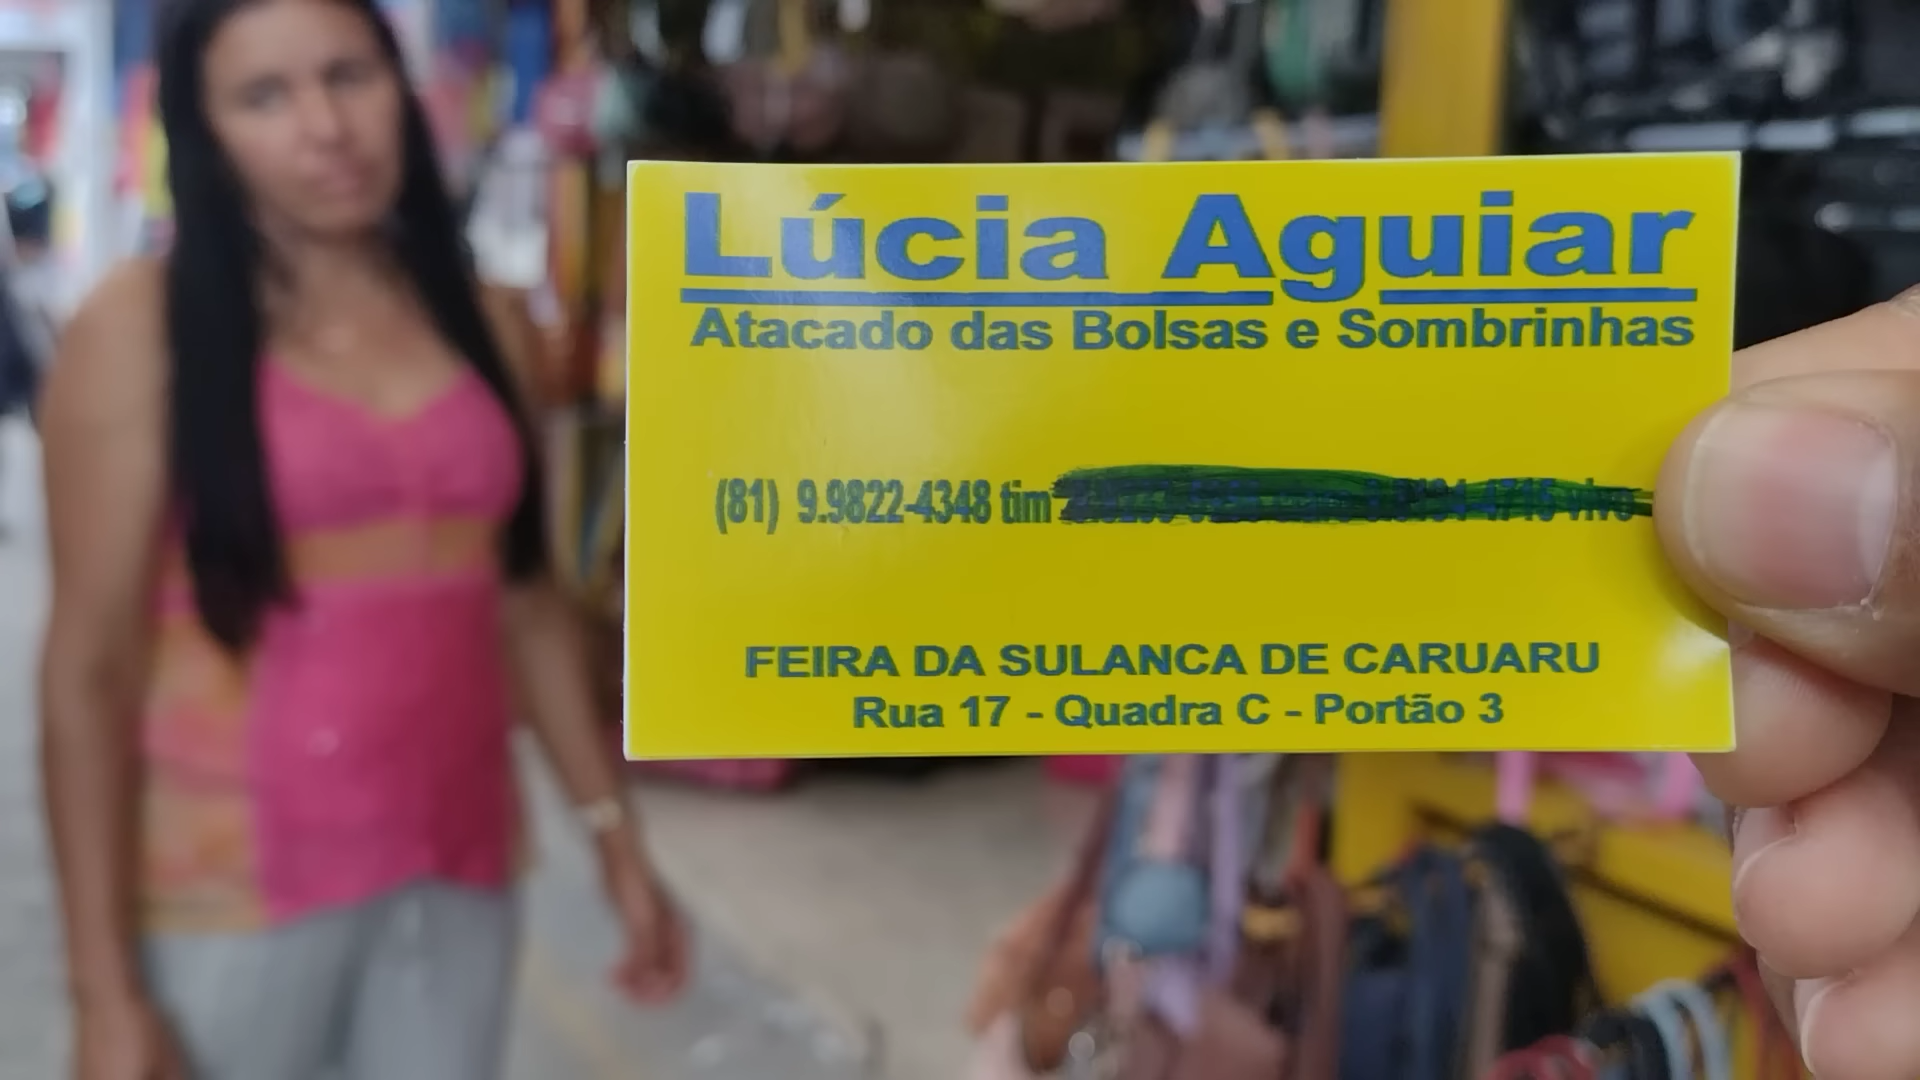 Lúcia Aguiar
Atacado das Bolsas e Sombrinhas
(81) 9.9822-4348 tim
FEIRA DA SULANCA DE CARUARU
Rua 17 - Quadra C - Portão 3